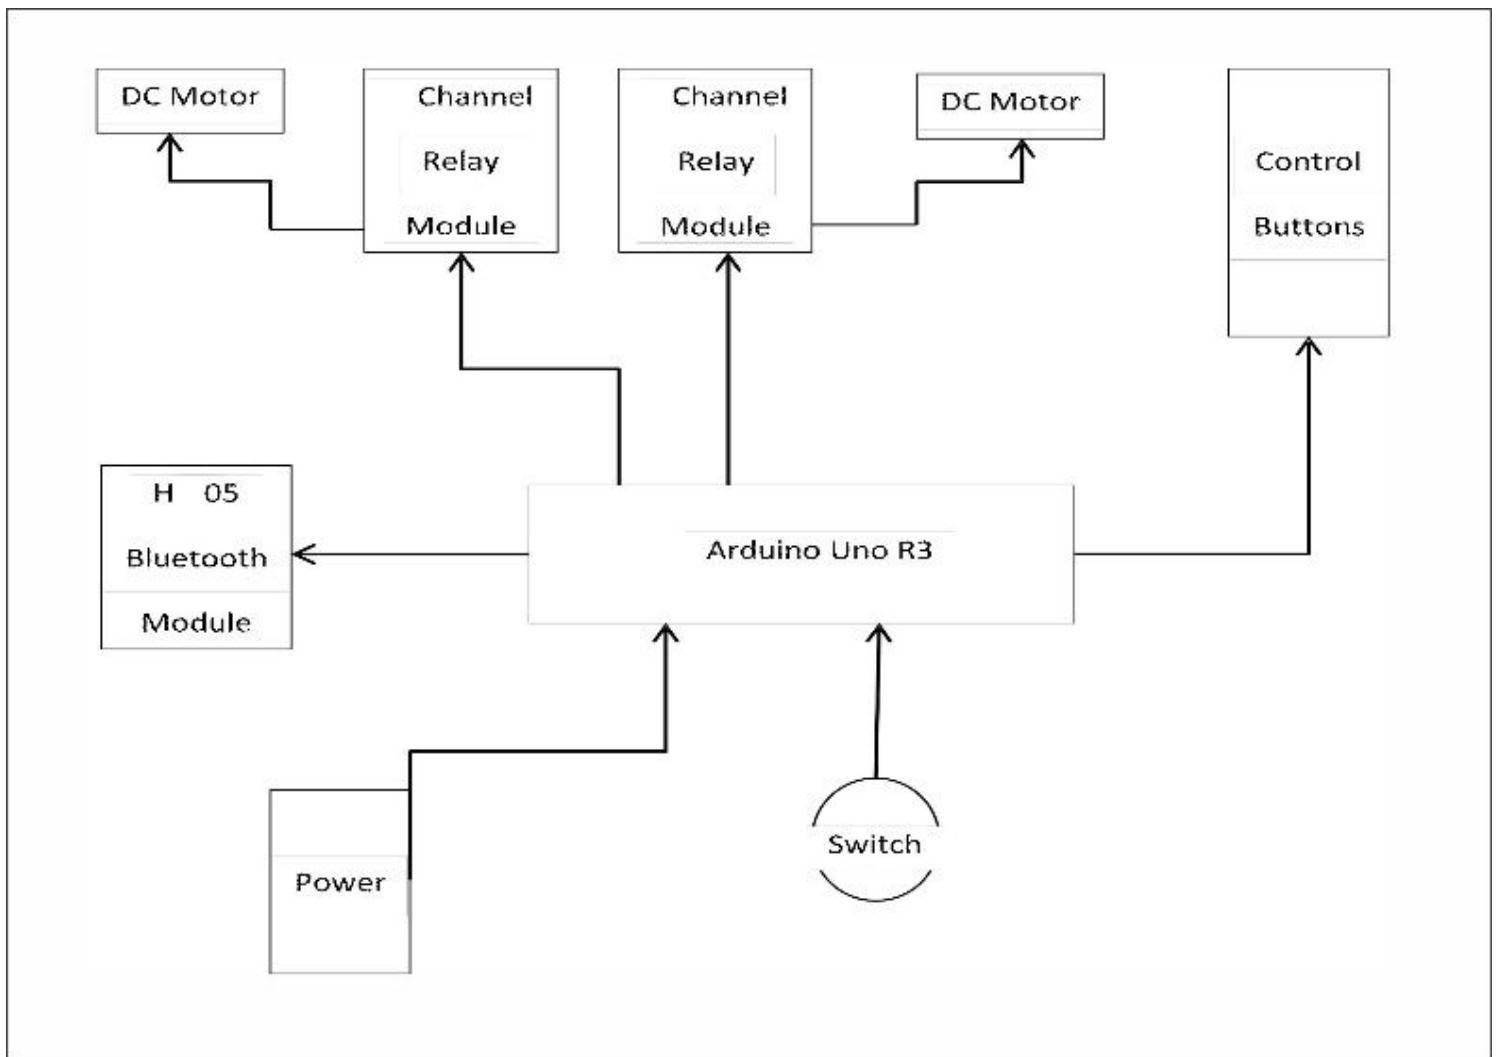 DC Motor
Channel
Relay
Module
Channel
Relay
Module
DC Motor
Control
Buttons
H 05
Bluetooth
Module
Arduino Uno R3
Power
Switch